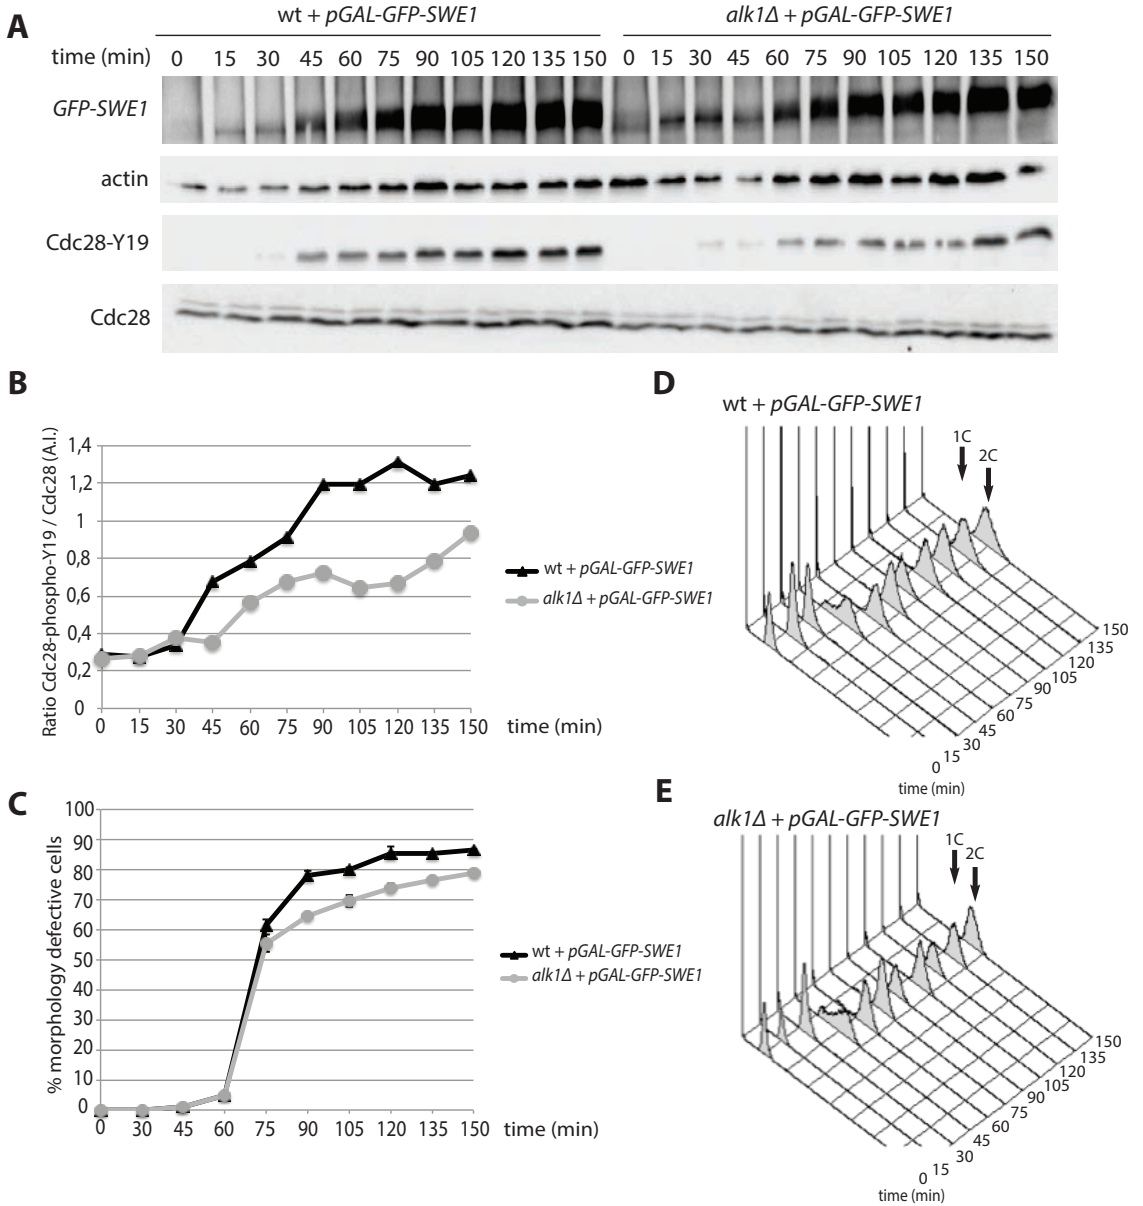 A
wt + pGAL-GFP-SWE1
alk1Δ + pGAL-GFP-SWE1
time (min) 0 15 30 45 60 75 90 105 120 135 150 0 15 30 45 60 75 90 105 120 135 150
GFP-SWE1
actin
Cdc28-Y19
Cdc28
B
Ratio Cdc28-phospho-Y19 / Cdc28 (A.I.)
1,4
1,2
1
0,8
0,6
0,4
0,2
0
0 15 30 45 60 75 90 105 120 135 150 time (min)
wt + pGAL-GFP-SWE1
alk1Δ + pGAL-GFP-SWE1
C
% morphology defective cells
100
90
80
70
60
50
40
30
20
10
0
0 30 45 60 75 90 105 120 135 150 time (min)
wt + pGAL-GFP-SWE1
alk1Δ + pGAL-GFP-SWE1
D
wt + pGAL-GFP-SWE1
1C
2C
150
135
120
105
90
75
60
45
30
15
0
time (min)
E
alk1Δ + pGAL-GFP-SWE1
1C
2C
150
135
120
105
90
75
60
45
30
15
0
time (min)